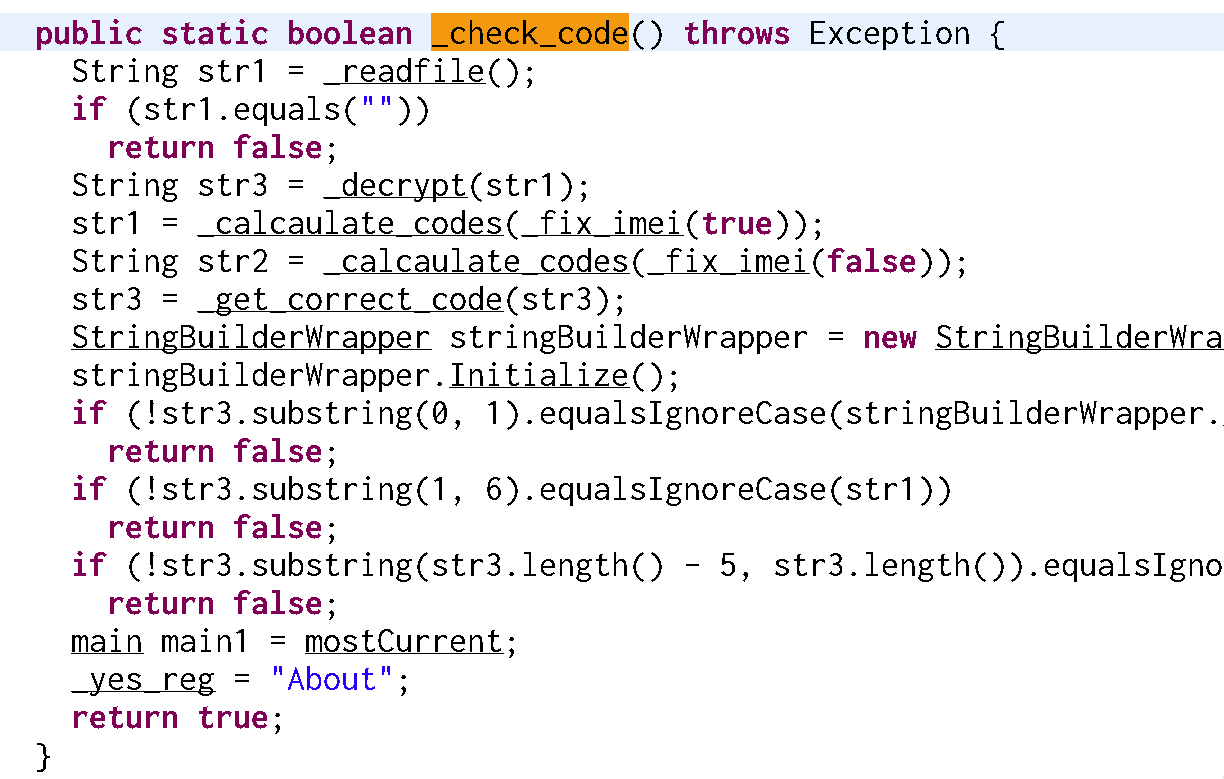 public static boolean _check_code() throws Exception {
  String str1 = _readfile();
  if (str1.equals(""))
    return false;
  String str3 = _decrypt(str1);
  str1 = _calcaulate_codes(_fix_imei(true));
  String str2 = _calcaulate_codes(_fix_imei(false));
  str3 = _get_correct_code(str3);
  StringBuilderWrapper stringBuilderWrapper = new StringBuilderWra
  stringBuilderWrapper.Initialize();
  if (!str3.substring(0, 1).equalsIgnoreCase(stringBuilderWrapper.
    return false;
  if (!str3.substring(1, 6).equalsIgnoreCase(str1))
    return false;
  if (!str3.substring(str3.length() - 5, str3.length()).equalsIgno
    return false;
  main main1 = mostCurrent;
  _yes_reg = "About";
  return true;
}